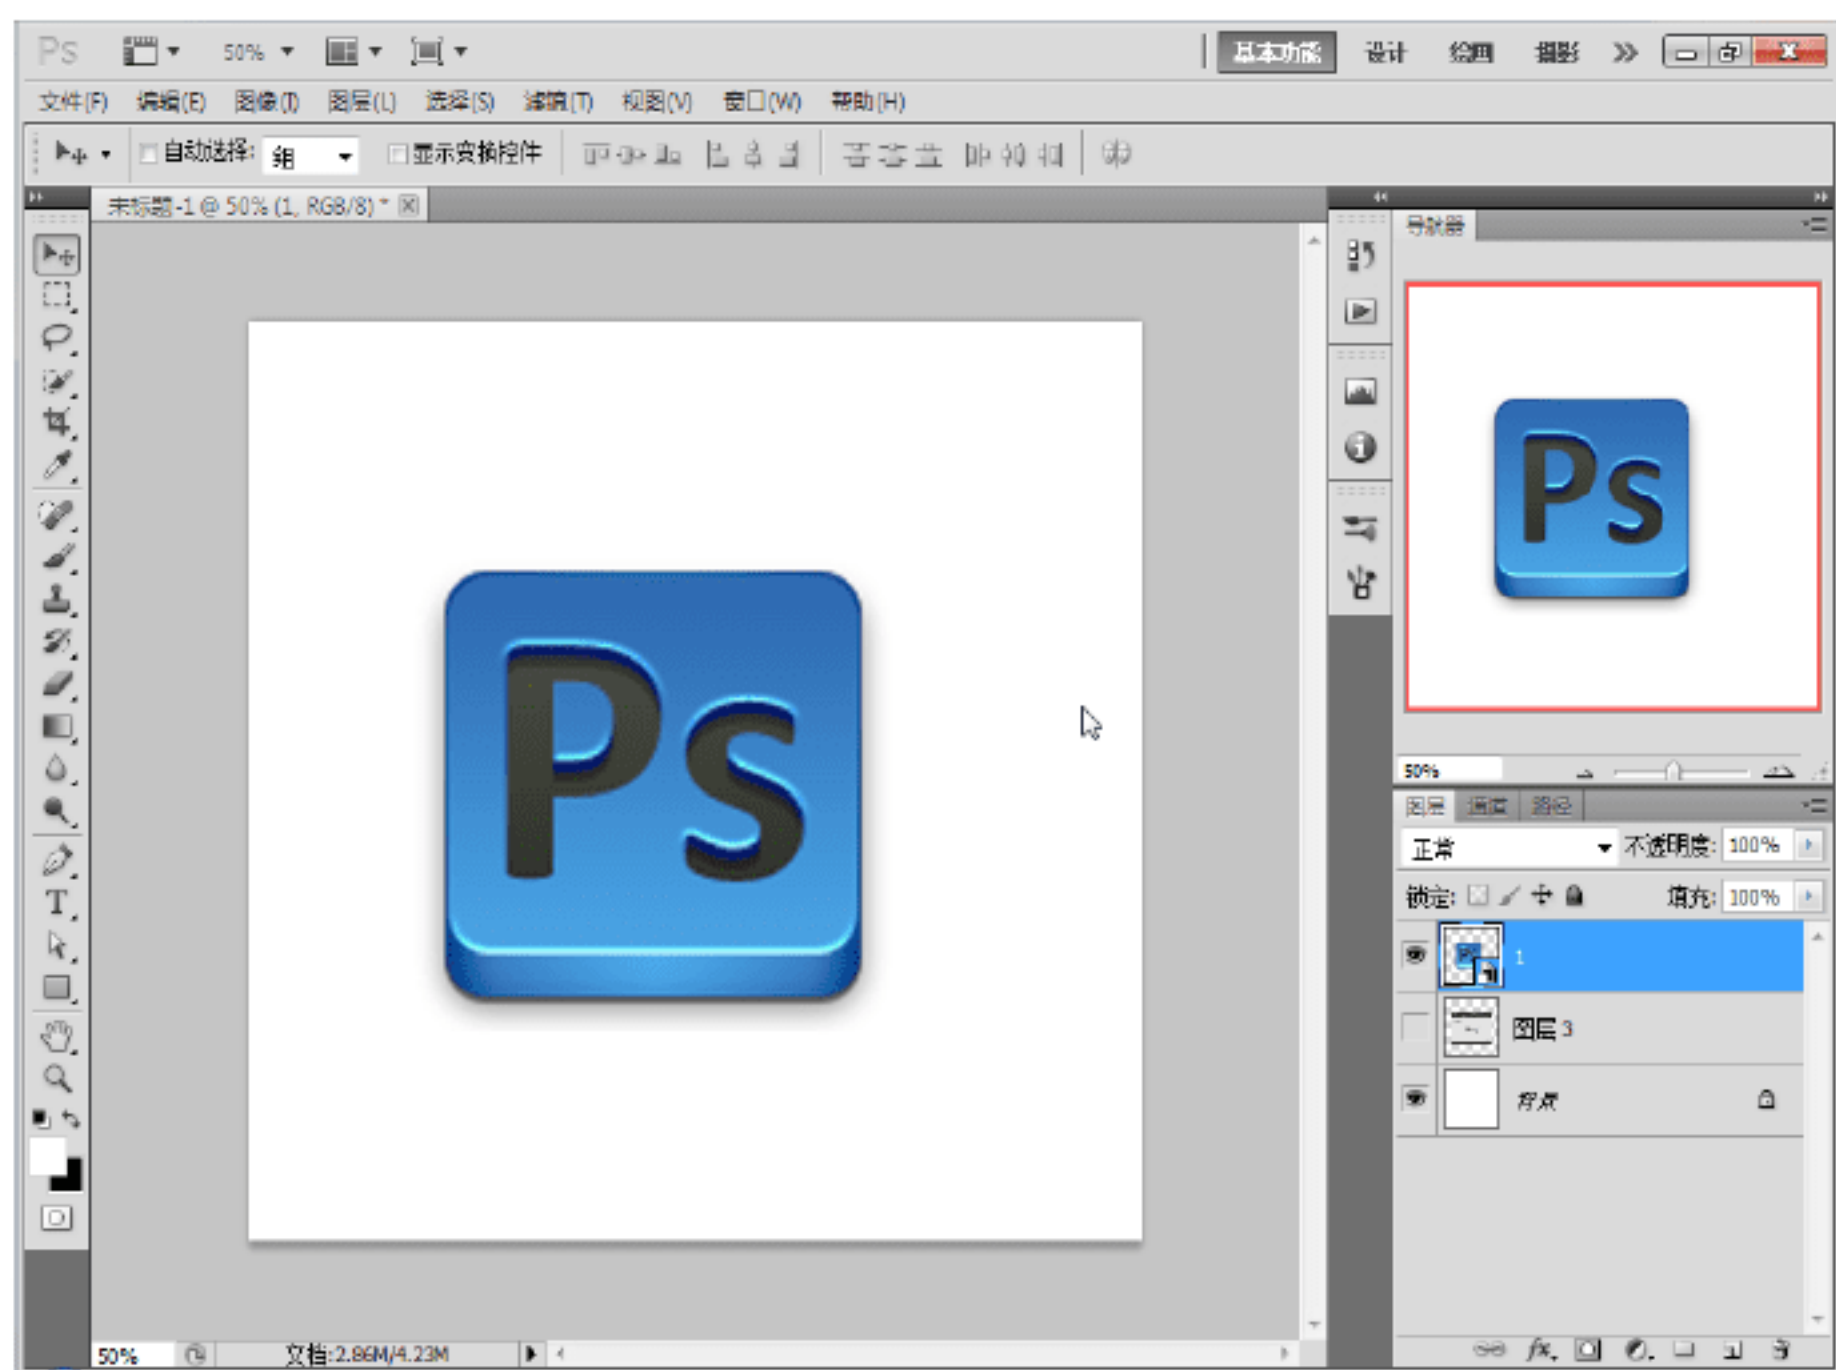 Ps 50% 基本功能 设计 绘画 摄影
文件(F) 编辑(E) 图像(I) 图层(L) 选择(S) 滤镜(T) 视图(V) 窗口(W) 帮助(H)
自动选择: 组 显示变换控件
未标题-1 @ 50% (1, RGB/8) *
导航器
Ps
Ps
50%
图层 通道 路径
正常 不透明度: 100%
锁定: 填充: 100%
1
图层 3
背景
T
50% 文档:2.86M/4.23M
fx